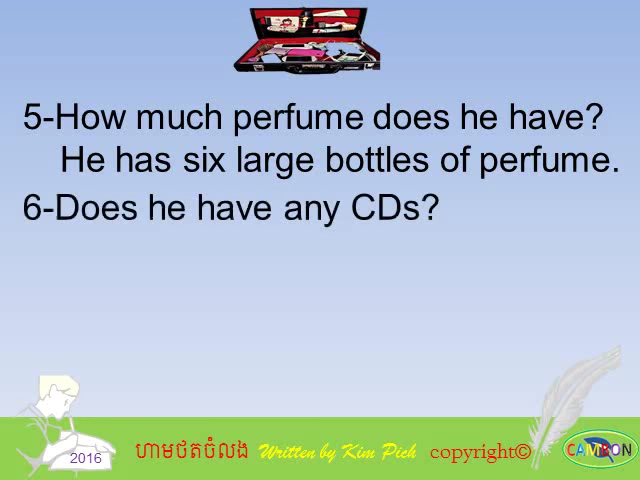 5-How much perfume does he have?
He has six large bottles of perfume.
6-Does he have any CDs?
2016
ហាមថតចំលង Written by Kim Pich copyright©
CAMBON